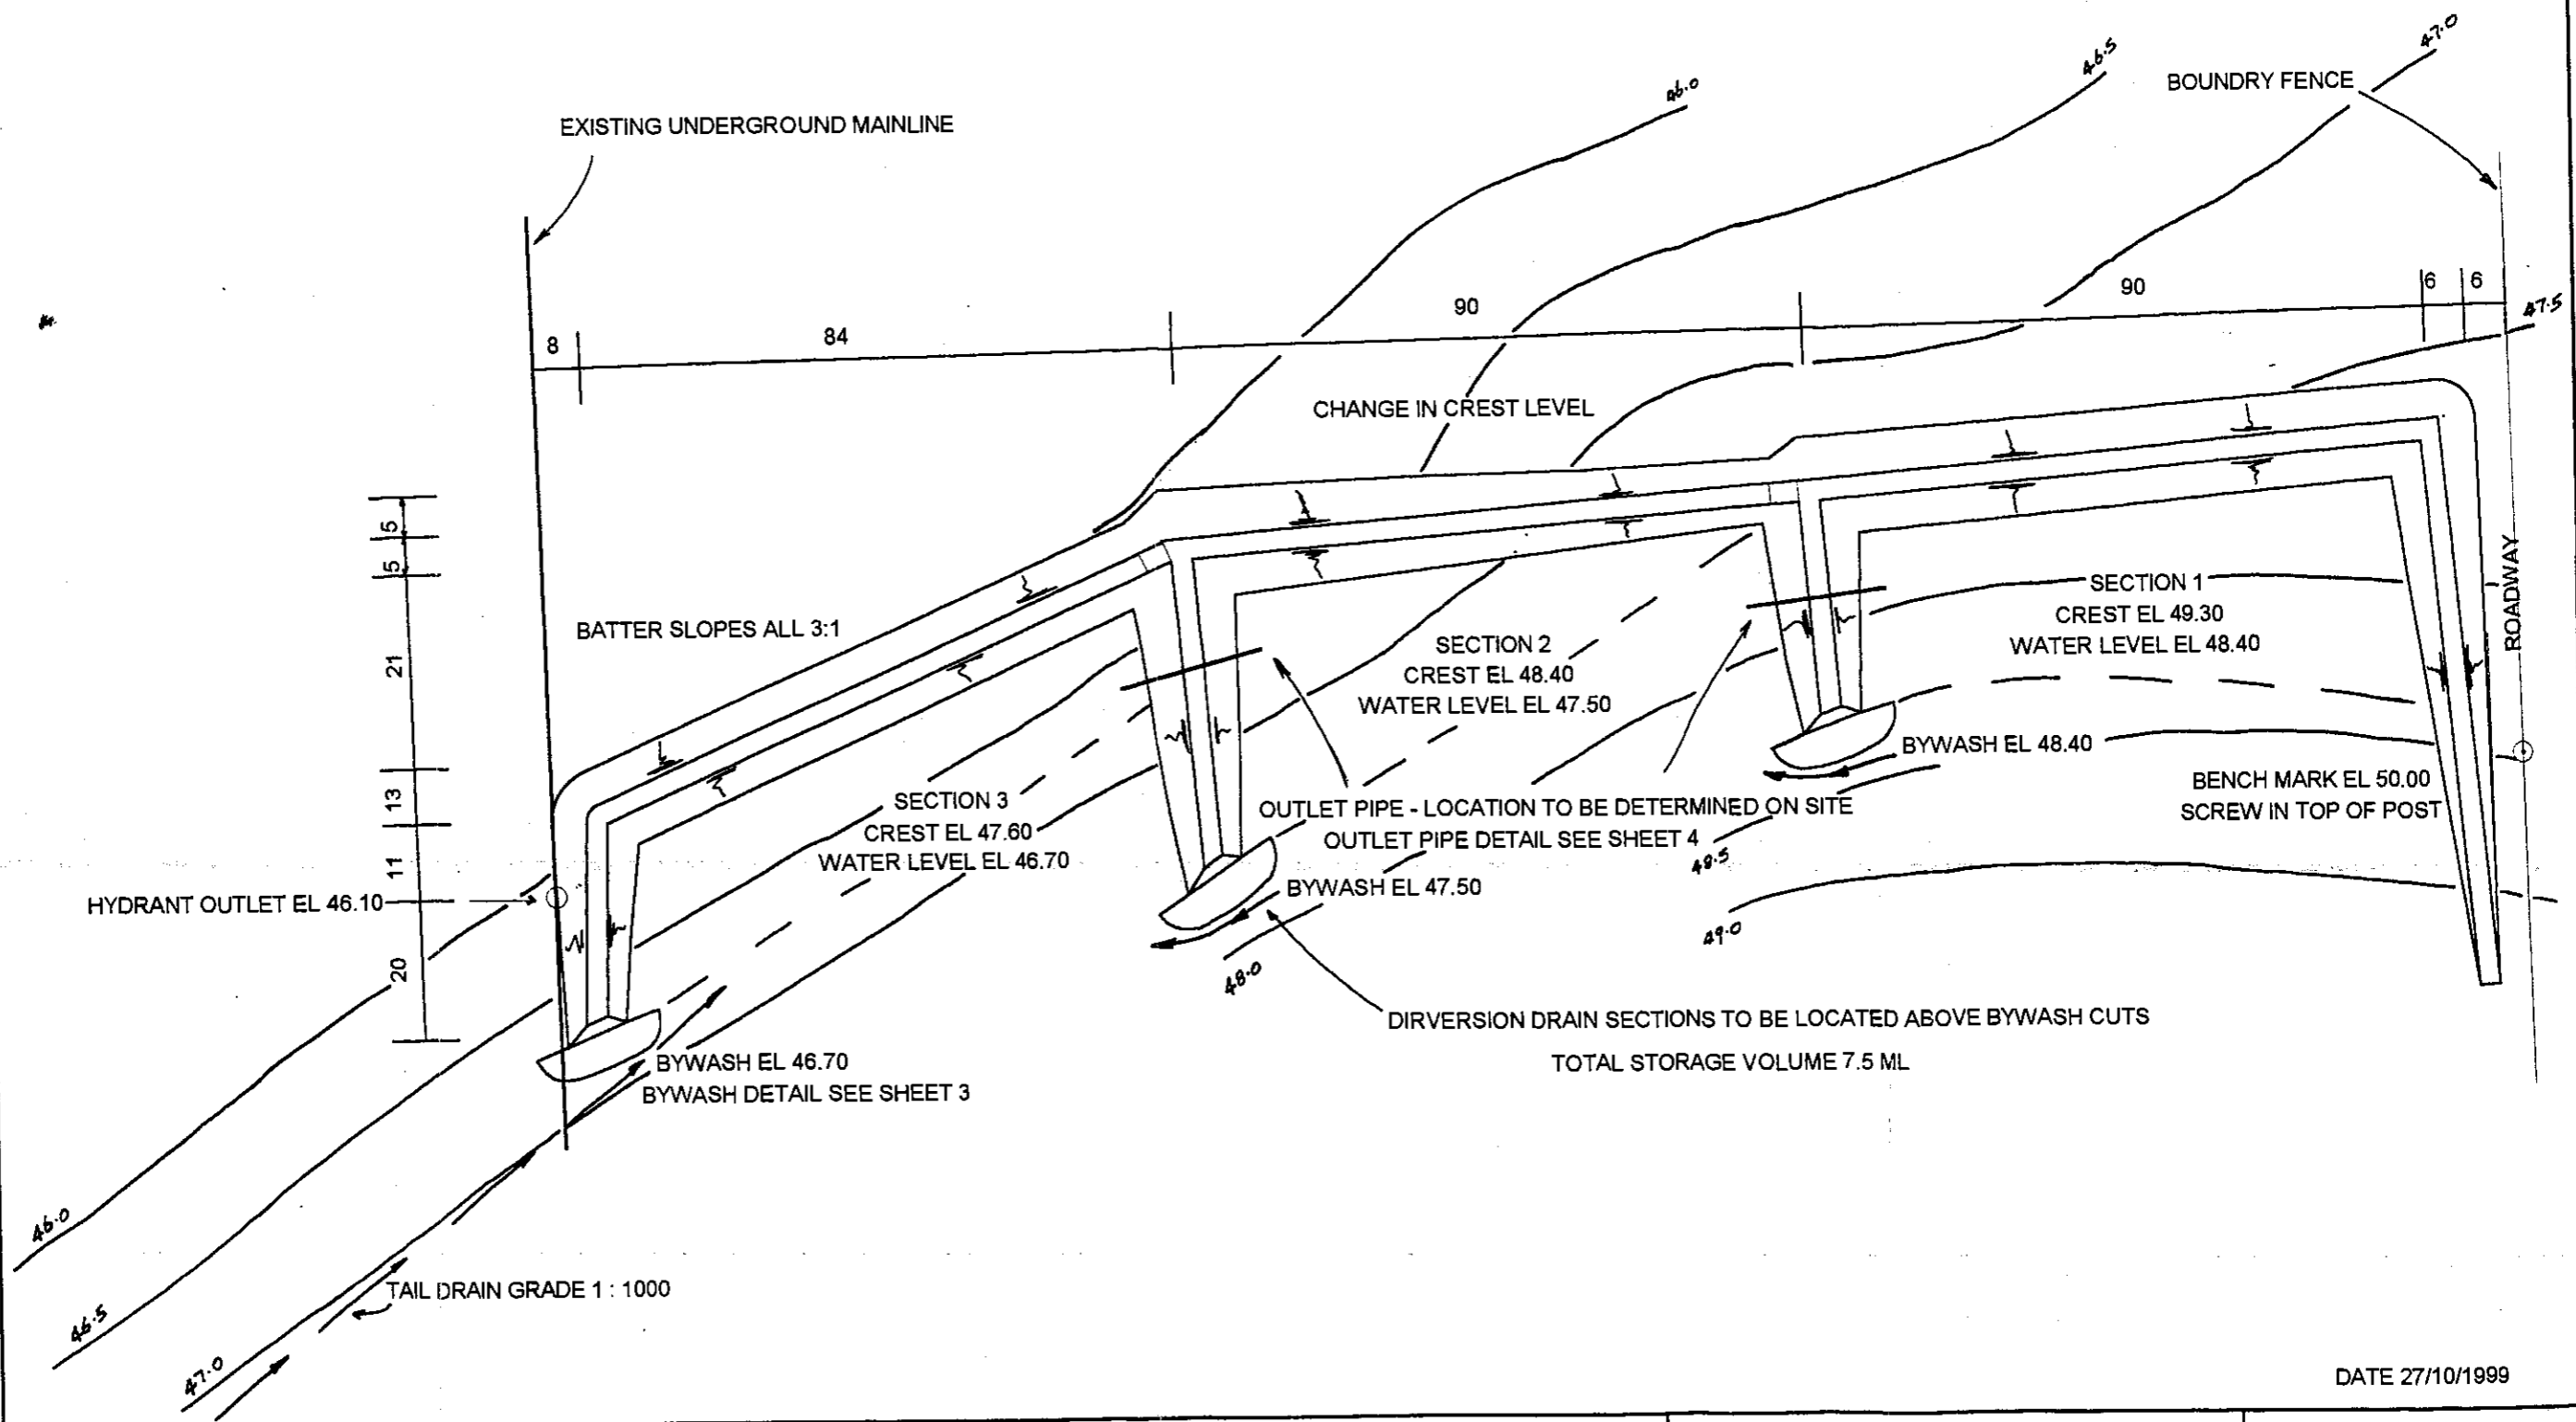 47.0
46.5
BOUNDRY FENCE
46.0
EXISTING UNDERGROUND MAINLINE
6
6
90
90
47.5
84
8
CHANGE IN CREST LEVEL
5
5
ROADWAY
SECTION 1
CREST EL 49.30
WATER LEVEL EL 48.40
BATTER SLOPES ALL 3:1
21
SECTION 2
CREST EL 48.40
WATER LEVEL EL 47.50
BYWASH EL 48.40
BENCH MARK EL 50.00
SCREW IN TOP OF POST
13
SECTION 3
CREST EL 47.60
WATER LEVEL EL 46.70
OUTLET PIPE - LOCATION TO BE DETERMINED ON SITE
OUTLET PIPE DETAIL SEE SHEET 4
48.5
11
BYWASH EL 47.50
HYDRANT OUTLET EL 46.10
49.0
20
48.0
DIRVERSION DRAIN SECTIONS TO BE LOCATED ABOVE BYWASH CUTS
TOTAL STORAGE VOLUME 7.5 ML
BYWASH EL 46.70
BYWASH DETAIL SEE SHEET 3
46.0
TAIL DRAIN GRADE 1 : 1000
46.5
47.0
DATE 27/10/1999